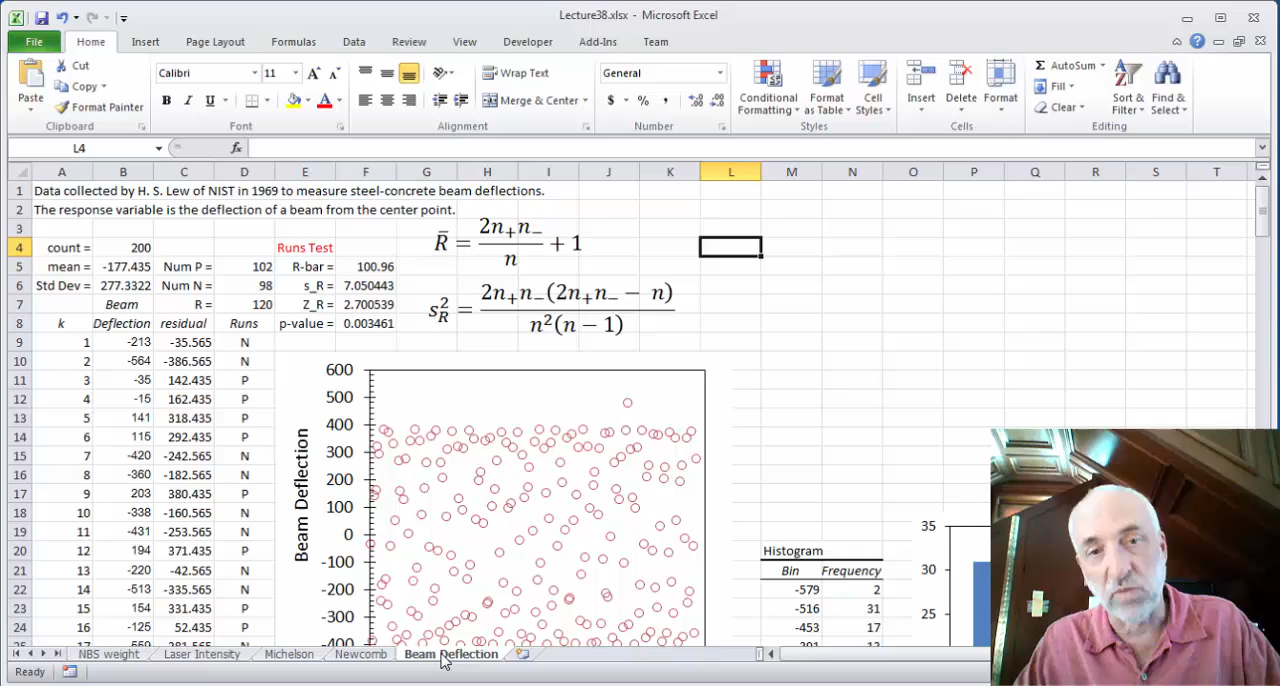 Lecture38.xlsx - Microsoft Excel
File Home Insert Page Layout Formulas Data Review View Developer Add-Ins Team
Paste
Cut
Copy
Format Painter
Clipboard
Calibri 11
B I U
A A
Font
Wrap Text
Merge & Center
Alignment
General
$ % ,
Number
Conditional Formatting
Format as Table
Cell Styles
Styles
Insert
Delete
Format
Cells
Σ AutoSum
Fill
Clear
Sort & Filter
Find & Select
Editing
L4 fx
A B C D E F G H I J K L M N O P Q R S T
1 Data collected by H. S. Lew of NIST in 1969 to measure steel-concrete beam deflections.
2 The response variable is the deflection of a beam from the center point.
3
4 count = 200 Runs Test
5 mean = -177.435 Num P = 102 R-bar = 100.96
6 Std Dev = 277.3322 Num N = 98 s_R = 7.050443
7 Beam R = 120 Z_R = 2.700539
8 k Deflection residual Runs p-value = 0.003461
R̄ = 2n₊n₋ / n + 1
s²_R = 2n₊n₋(2n₊n₋ − n) / n²(n − 1)
9 1 -213 -35.565 N
10 2 -564 -386.565 N
11 3 -35 142.435 P
12 4 -15 162.435 P
13 5 141 318.435 P
14 6 115 292.435 P
15 7 -420 -242.565 N
16 8 -360 -182.565 N
17 9 203 380.435 P
18 10 -338 -160.565 N
19 11 -431 -253.565 N
20 12 194 371.435 P
21 13 -220 -42.565 N
22 14 -513 -335.565 N
23 15 154 331.435 P
24 16 -125 52.435 P
Beam Deflection
600
500
400
300
200
100
0
-100
-200
-300
-400
Histogram
Bin Frequency
-579 2
-516 31
-453 17
35
30
25
NBS weight Laser Intensity Michelson Newcomb Beam Deflection
Ready